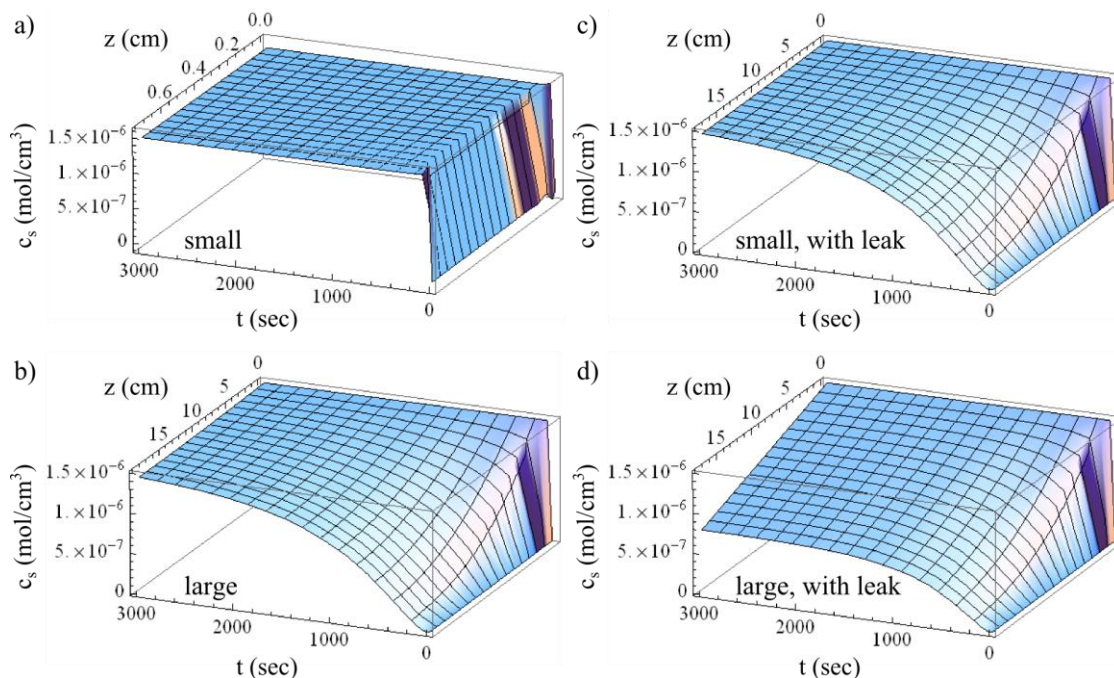 a)
z (cm)
0.0
0.2
0.4
0.6
c_s (mol/cm³)
1.5×10⁻⁶
1.×10⁻⁶
5.×10⁻⁷
0
small
3000
2000
1000
0
t (sec)
c)
z (cm)
0
5
10
15
c_s (mol/cm³)
1.5×10⁻⁶
1.×10⁻⁶
5.×10⁻⁷
0
small, with leak
3000
2000
1000
0
t (sec)
b)
z (cm)
0
5
10
15
c_s (mol/cm³)
1.5×10⁻⁶
1.×10⁻⁶
5.×10⁻⁷
0
large
3000
2000
1000
0
t (sec)
d)
z (cm)
0
5
10
15
c_s (mol/cm³)
1.5×10⁻⁶
1.×10⁻⁶
5.×10⁻⁷
0
large, with leak
3000
2000
1000
0
t (sec)